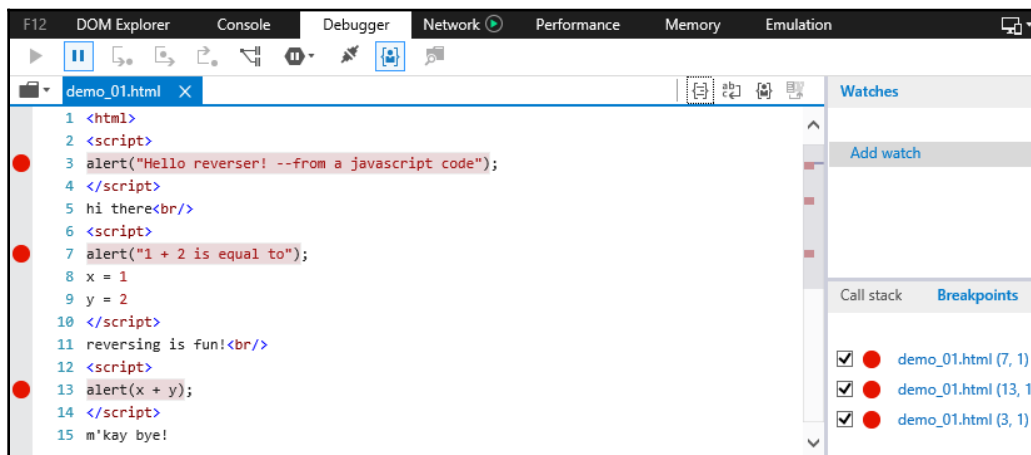 F12 DOM Explorer Console Debugger Network Performance Memory Emulation
demo_01.html X
Watches
Add watch
1 <html>
2 <script>
3 alert("Hello reverser! --from a javascript code");
4 </script>
5 hi there<br/>
6 <script>
7 alert("1 + 2 is equal to");
8 x = 1
9 y = 2
10 </script>
11 reversing is fun!<br/>
12 <script>
13 alert(x + y);
14 </script>
15 m'kay bye!
Call stack Breakpoints
demo_01.html (7, 1)
demo_01.html (13, 1
demo_01.html (3, 1)